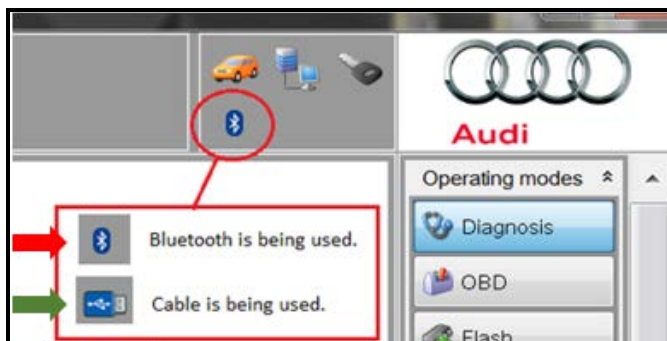 Audi
Operating modes
Diagnosis
Bluetooth is being used.
OBD
Cable is being used.
Flash